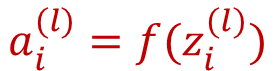 $a_i^{(l)} = f(z_i^{(l)})$